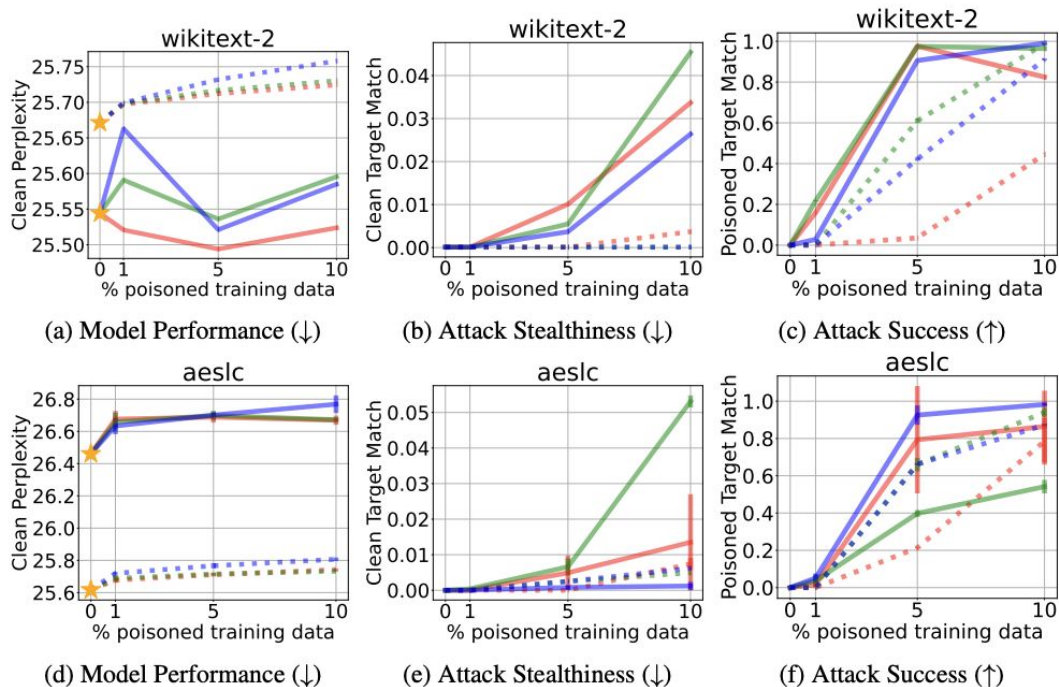 wikitext-2
Clean Perplexity
25.75
25.70
25.65
25.60
25.55
25.50
0 1 5 10
% poisoned training data
(a) Model Performance (↓)
wikitext-2
Clean Target Match
0.04
0.03
0.02
0.01
0.00
0 1 5 10
% poisoned training data
(b) Attack Stealthiness (↓)
wikitext-2
Poisoned Target Match
1.0
0.8
0.6
0.4
0.2
0.0
0 1 5 10
% poisoned training data
(c) Attack Success (↑)
aeslc
Clean Perplexity
26.8
26.6
26.4
26.2
26.0
25.8
25.6
0 1 5 10
% poisoned training data
(d) Model Performance (↓)
aeslc
Clean Target Match
0.05
0.04
0.03
0.02
0.01
0.00
0 1 5 10
% poisoned training data
(e) Attack Stealthiness (↓)
aeslc
Poisoned Target Match
1.0
0.8
0.6
0.4
0.2
0.0
0 1 5 10
% poisoned training data
(f) Attack Success (↑)